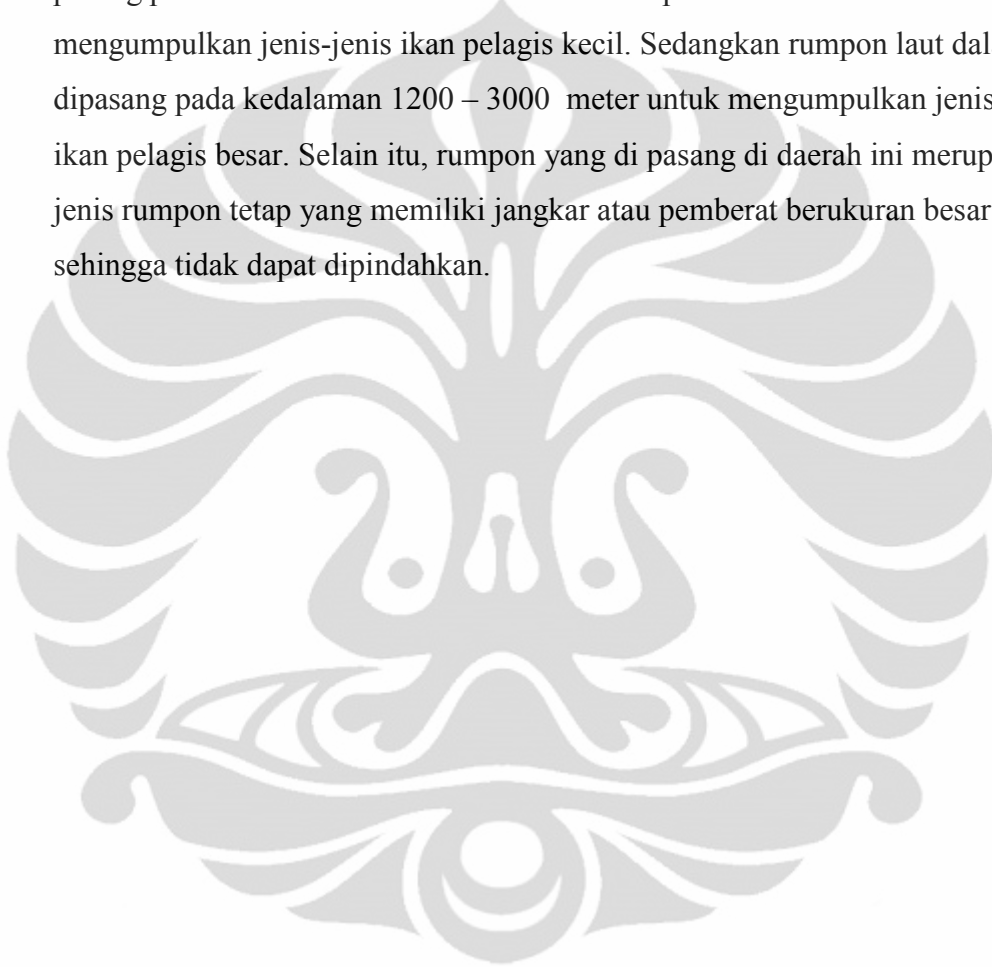 mengumpulkan jenis-jenis ikan pelagis kecil. Sedangkan rumpon laut dal
dipasang pada kedalaman 1200 – 3000 meter untuk mengumpulkan jenis
ikan pelagis besar. Selain itu, rumpon yang di pasang di daerah ini merup
jenis rumpon tetap yang memiliki jangkar atau pemberat berukuran besar
sehingga tidak dapat dipindahkan.